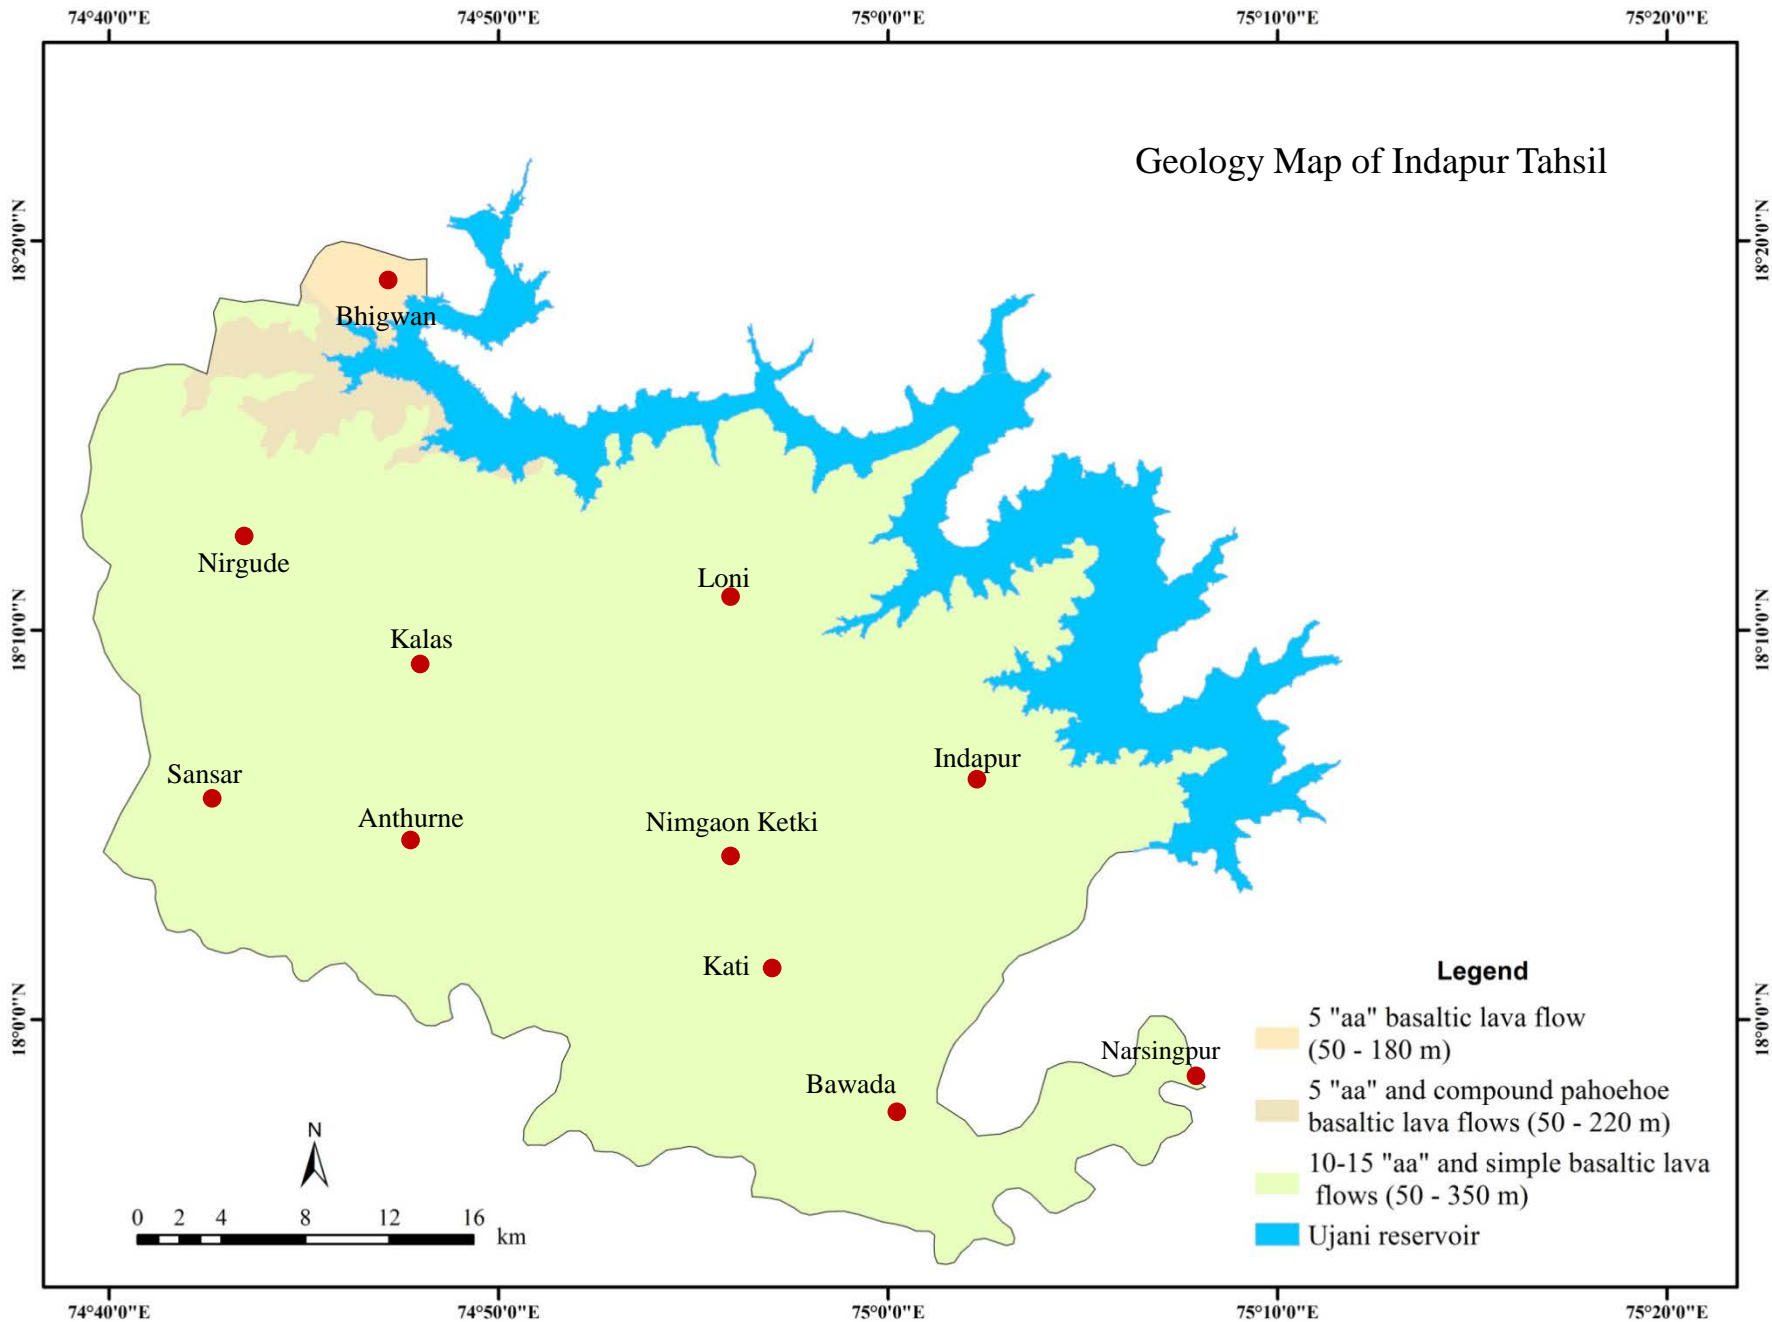 74°40'0"E 74°50'0"E 75°0'0"E 75°10'0"E 75°20'0"E
Geology Map of Indapur Tahsil
18°20'0"N 18°20'0"N
Bhigwan
Nirgude
Loni
18°10'0"N 18°10'0"N
Kalas
Indapur
Sansar
Anthurne
Nimgaon Ketki
Kati
18°0'0"N 18°0'0"N
Narsingpur
Bawada
Legend
5 "aa" basaltic lava flow
(50 - 180 m)
5 "aa" and compound pahoehoe
basaltic lava flows (50 - 220 m)
10-15 "aa" and simple basaltic lava
flows (50 - 350 m)
Ujani reservoir
N
0 2 4 8 12 16
km
74°40'0"E 74°50'0"E 75°0'0"E 75°10'0"E 75°20'0"E